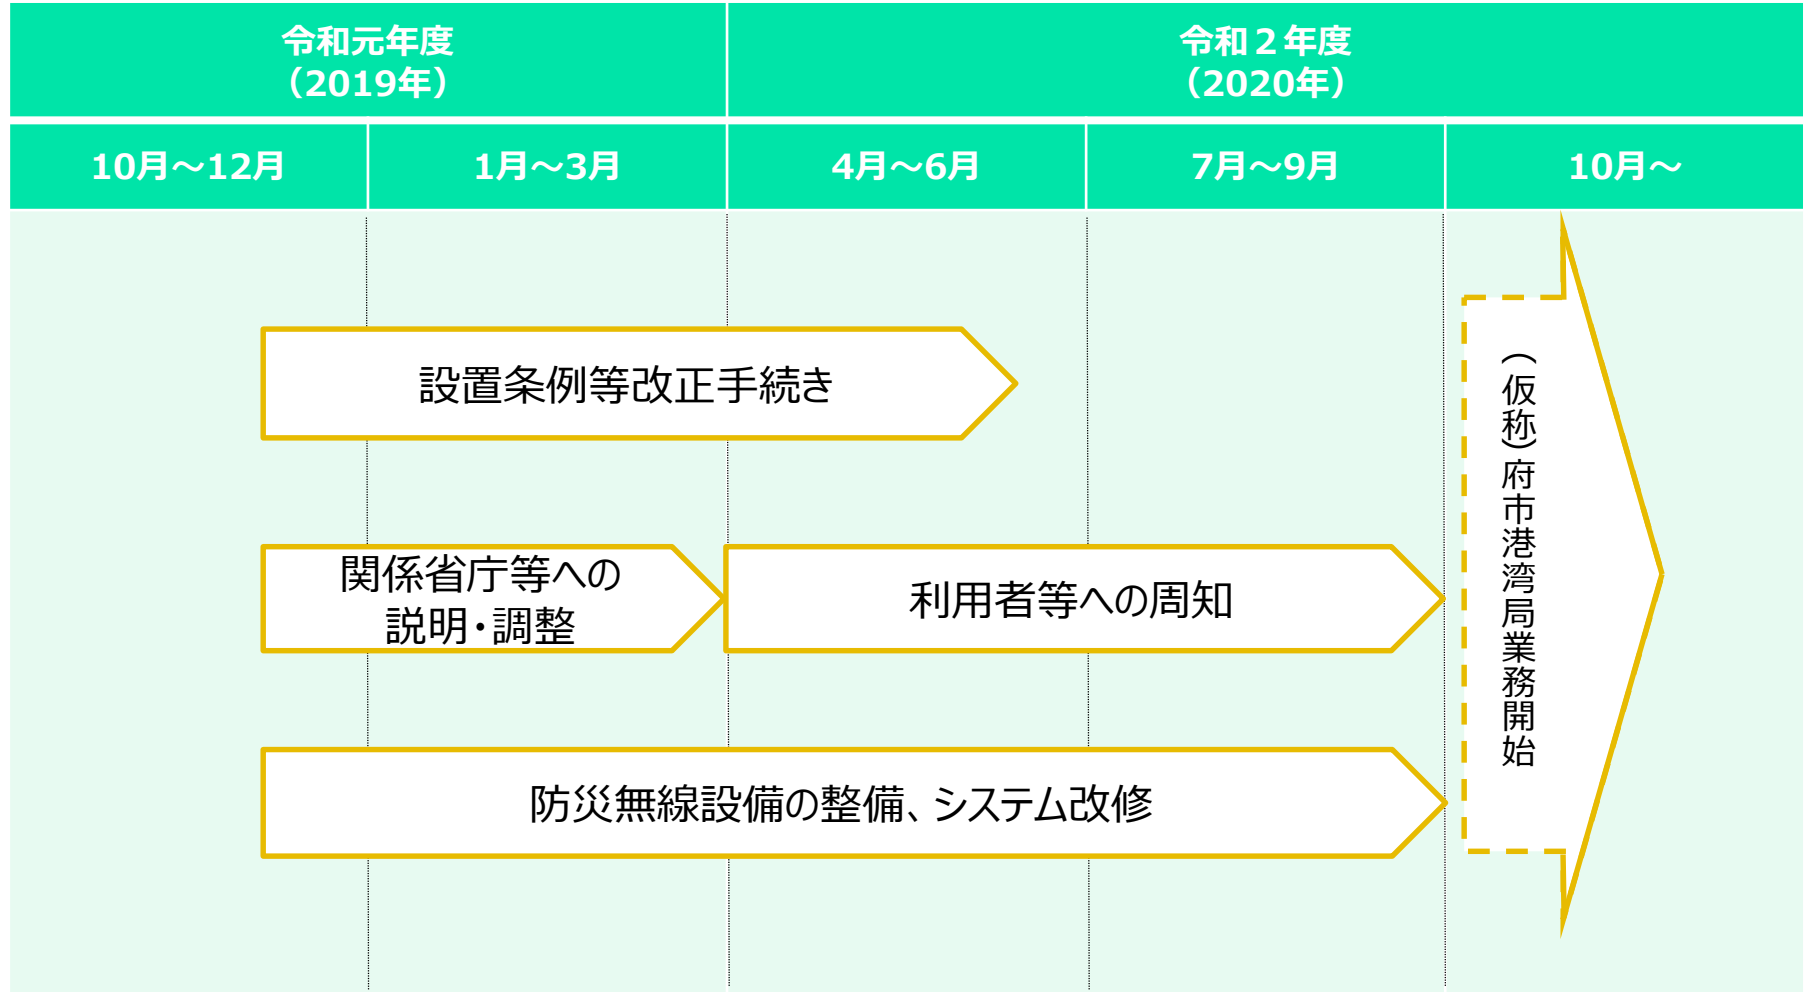 令和元年度
（2019年）
令和２年度
（2020年）
10月～12月
1月～3月
4月～6月
7月～9月
10月～
設置条例等改正手続き
関係省庁等への
説明・調整
利用者等への周知
防災無線設備の整備、システム改修
（仮称）府市港湾局業務開始